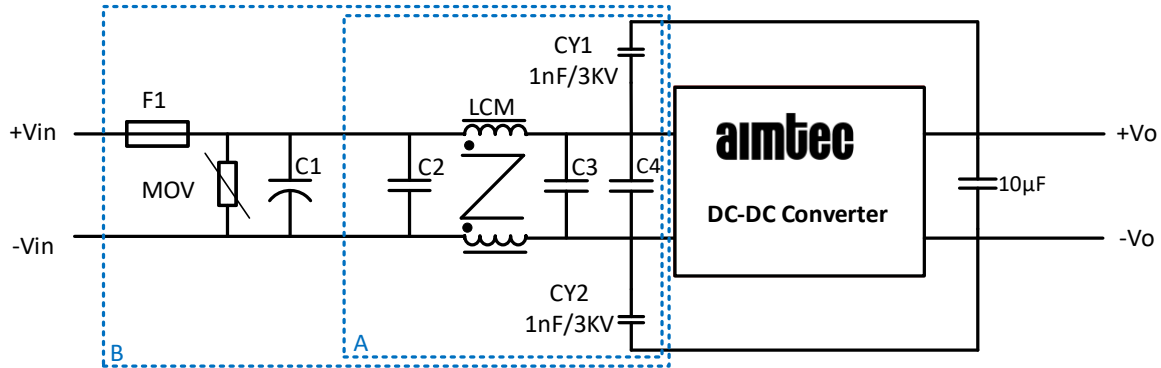 CY1
1nF/3KV
F1
LCM
+Vin
+Vo
aimtec
MOV
C1
C2
C3
C4
10µF
DC-DC Converter
-Vin
-Vo
CY2
1nF/3KV
B
A